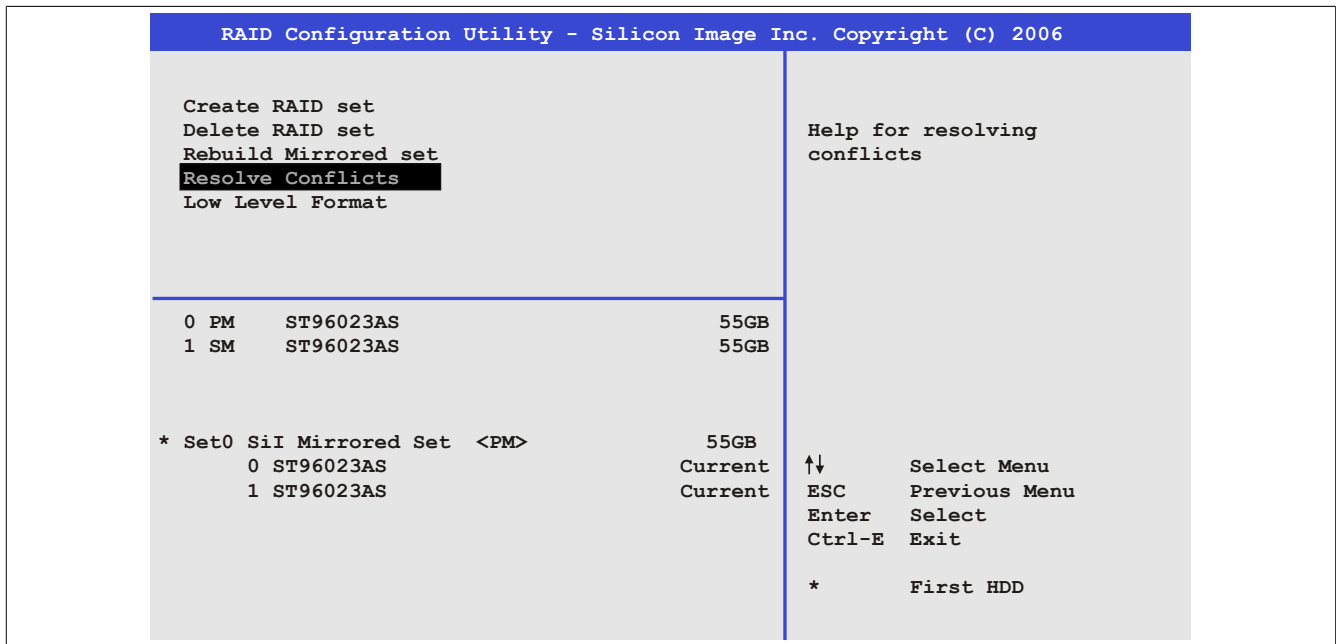 RAID Configuration Utility - Silicon Image Inc. Copyright (C) 2006
Create RAID set
Delete RAID set
Rebuild Mirrored set
Resolve Conflicts
Low Level Format
Help for resolving
conflicts
0 PM ST96023AS 55GB
1 SM ST96023AS 55GB
* Set0 SiI Mirrored Set <PM> 55GB
0 ST96023AS Current
1 ST96023AS Current
↑↓ Select Menu
ESC Previous Menu
Enter Select
Ctrl-E Exit
* First HDD